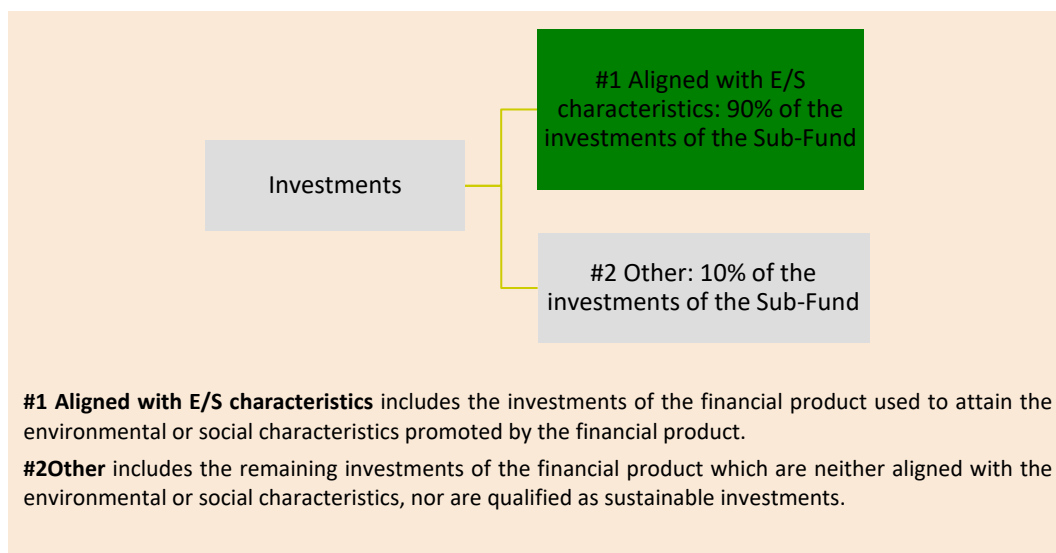 #1 Aligned with E/S
characteristics: 90% of the
investments of the Sub-Fund
Investments
#2 Other: 10% of the
investments of the Sub-Fund
#1 Aligned with E/S characteristics includes the investments of the financial product used to attain the
environmental or social characteristics promoted by the financial product.
#2Other includes the remaining investments of the financial product which are neither aligned with the
environmental or social characteristics, nor are qualified as sustainable investments.